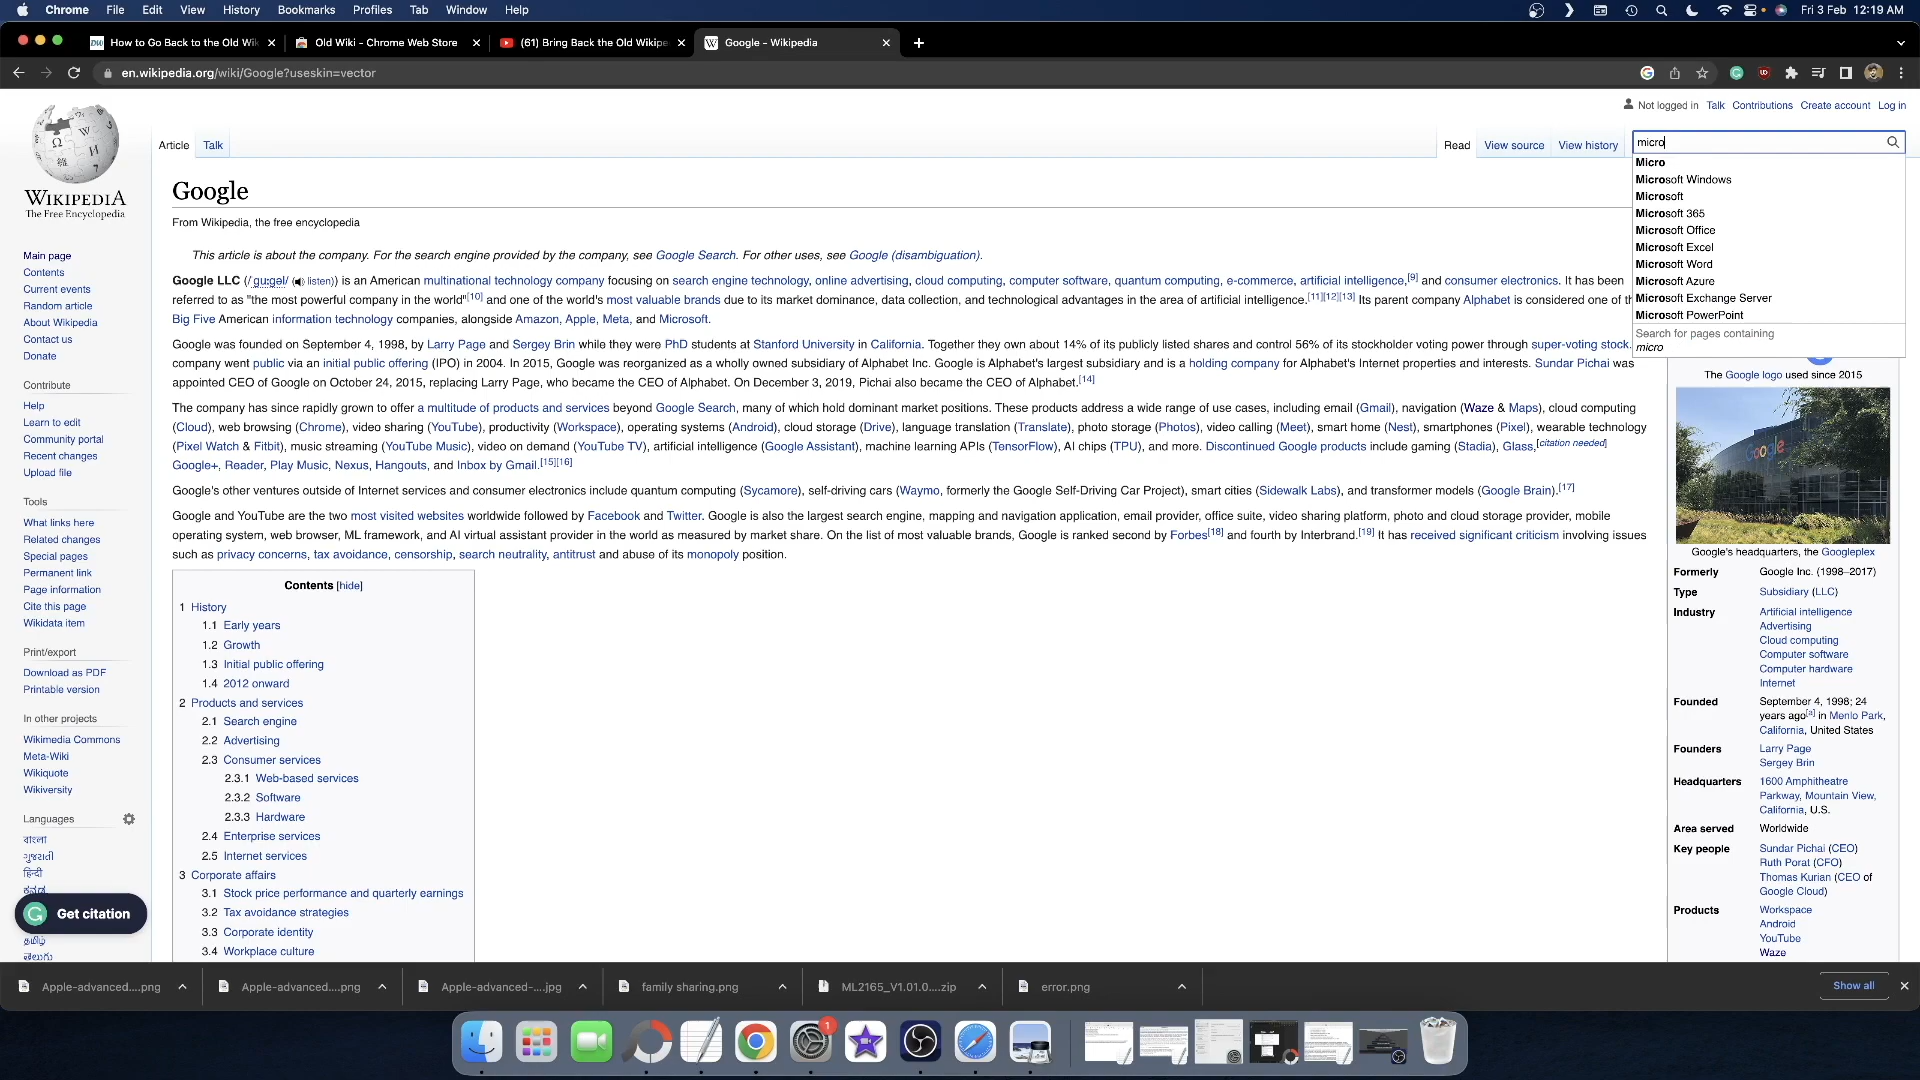 Chrome File Edit View History Bookmarks Profiles Tab Window Help Fri 3 Feb 12:19 AM
How to Go Back to the Old Wik
Old Wiki - Chrome Web Store
(61) Bring Back the Old Wikipe
Google - Wikipedia
en.wikipedia.org/wiki/Google?useskin=vector
Not logged in Talk Contributions Create account Log in
Article Talk Read View source View history
micro
Micro
Microsoft Windows
Microsoft
Microsoft 365
Microsoft Office
Microsoft Excel
Microsoft Word
Microsoft Azure
Microsoft Exchange Server
Microsoft PowerPoint
Search for pages containing
micro
WIKIPEDIA
The Free Encyclopedia
Main page
Contents
Current events
Random article
About Wikipedia
Contact us
Donate
Contribute
Help
Learn to edit
Community portal
Recent changes
Upload file
Tools
What links here
Related changes
Special pages
Permanent link
Page information
Cite this page
Wikidata item
Print/export
Download as PDF
Printable version
In other projects
Wikimedia Commons
Meta-Wiki
Wikiquote
Wikiversity
Languages
বাংলা
ગુજરાતી
हिन्दी
ಕನ್ನಡ
Get citation
தமிழ்
తెలుగు
Google
From Wikipedia, the free encyclopedia
This article is about the company. For the search engine provided by the company, see Google Search. For other uses, see Google (disambiguation).
Google LLC (/ˈɡuːɡəl/ (listen)) is an American multinational technology company focusing on search engine technology, online advertising, cloud computing, computer software, quantum computing, e-commerce, artificial intelligence,[9] and consumer electronics. It has been
referred to as "the most powerful company in the world"[10] and one of the world's most valuable brands due to its market dominance, data collection, and technological advantages in the area of artificial intelligence.[11][12][13] Its parent company Alphabet is considered one of th
Big Five American information technology companies, alongside Amazon, Apple, Meta, and Microsoft.
Google was founded on September 4, 1998, by Larry Page and Sergey Brin while they were PhD students at Stanford University in California. Together they own about 14% of its publicly listed shares and control 56% of its stockholder voting power through super-voting stock.
company went public via an initial public offering (IPO) in 2004. In 2015, Google was reorganized as a wholly owned subsidiary of Alphabet Inc. Google is Alphabet's largest subsidiary and is a holding company for Alphabet's Internet properties and interests. Sundar Pichai was
appointed CEO of Google on October 24, 2015, replacing Larry Page, who became the CEO of Alphabet. On December 3, 2019, Pichai also became the CEO of Alphabet.[14]
The company has since rapidly grown to offer a multitude of products and services beyond Google Search, many of which hold dominant market positions. These products address a wide range of use cases, including email (Gmail), navigation (Waze & Maps), cloud computing
(Cloud), web browsing (Chrome), video sharing (YouTube), productivity (Workspace), operating systems (Android), cloud storage (Drive), language translation (Translate), photo storage (Photos), video calling (Meet), smart home (Nest), smartphones (Pixel), wearable technology
(Pixel Watch & Fitbit), music streaming (YouTube Music), video on demand (YouTube TV), artificial intelligence (Google Assistant), machine learning APIs (TensorFlow), AI chips (TPU), and more. Discontinued Google products include gaming (Stadia), Glass,[citation needed]
Google+, Reader, Play Music, Nexus, Hangouts, and Inbox by Gmail.[15][16]
Google's other ventures outside of Internet services and consumer electronics include quantum computing (Sycamore), self-driving cars (Waymo, formerly the Google Self-Driving Car Project), smart cities (Sidewalk Labs), and transformer models (Google Brain).[17]
Google and YouTube are the two most visited websites worldwide followed by Facebook and Twitter. Google is also the largest search engine, mapping and navigation application, email provider, office suite, video sharing platform, photo and cloud storage provider, mobile
operating system, web browser, ML framework, and AI virtual assistant provider in the world as measured by market share. On the list of most valuable brands, Google is ranked second by Forbes[18] and fourth by Interbrand.[19] It has received significant criticism involving issues
such as privacy concerns, tax avoidance, censorship, search neutrality, antitrust and abuse of its monopoly position.
Contents [hide]
1 History
1.1 Early years
1.2 Growth
1.3 Initial public offering
1.4 2012 onward
2 Products and services
2.1 Search engine
2.2 Advertising
2.3 Consumer services
2.3.1 Web-based services
2.3.2 Software
2.3.3 Hardware
2.4 Enterprise services
2.5 Internet services
3 Corporate affairs
3.1 Stock price performance and quarterly earnings
3.2 Tax avoidance strategies
3.3 Corporate identity
3.4 Workplace culture
The Google logo used since 2015
Google
Google's headquarters, the Googleplex
Formerly Google Inc. (1998–2017)
Type Subsidiary (LLC)
Industry Artificial intelligence
Advertising
Cloud computing
Computer software
Computer hardware
Internet
Founded September 4, 1998; 24
years ago[a] in Menlo Park,
California, United States
Founders Larry Page
Sergey Brin
Headquarters 1600 Amphitheatre
Parkway, Mountain View,
California, U.S.
Area served Worldwide
Key people Sundar Pichai (CEO)
Ruth Porat (CFO)
Thomas Kurian (CEO of
Google Cloud)
Products Workspace
Android
YouTube
Waze
Apple-advanced....png
Apple-advanced....png
Apple-advanced-....jpg
family sharing.png
ML2165_V1.01.0....zip
error.png
Show all
1